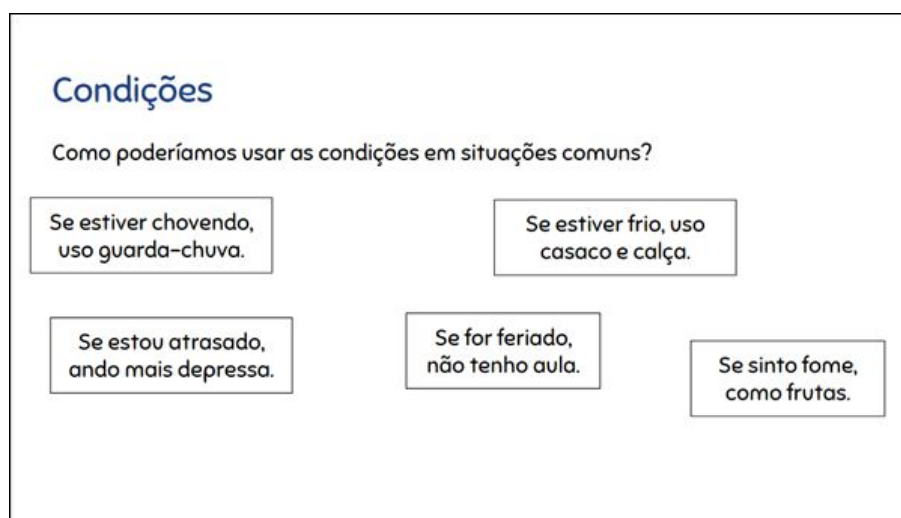 Condições
Como poderíamos usar as condições em situações comuns?
Se estiver chovendo,
uso guarda-chuva.
Se estiver frio, uso
casaco e calça.
Se estou atrasado,
ando mais depressa.
Se for feriado,
não tenho aula.
Se sinto fome,
como frutas.